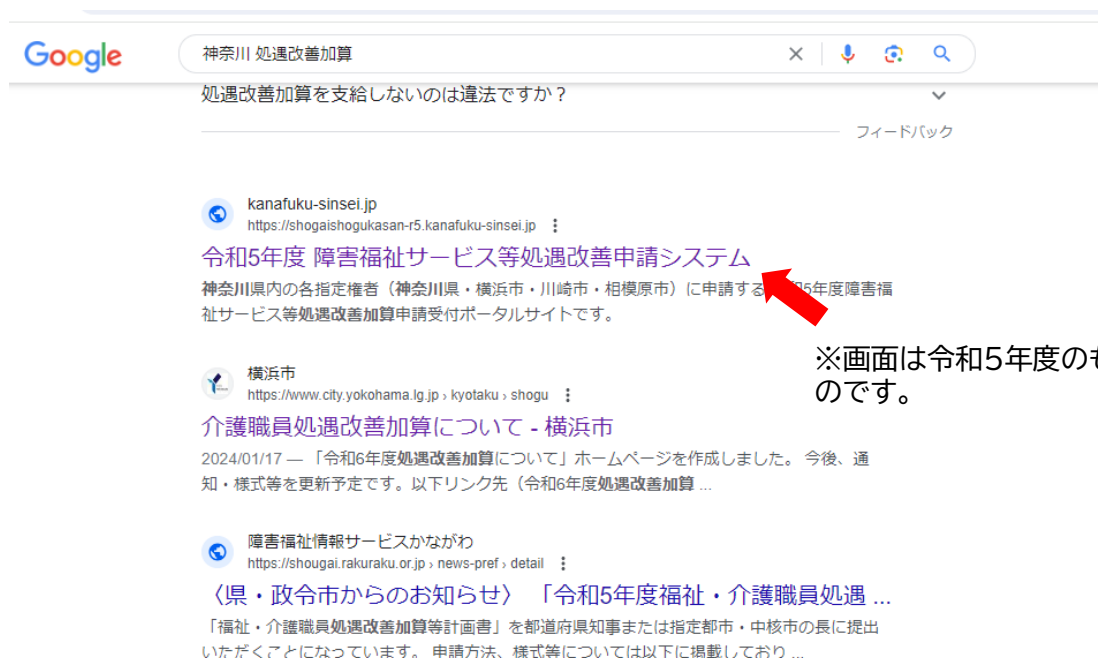 Google
神奈川 処遇改善加算
処遇改善加算を支給しないのは違法ですか？
フィードバック
kanafuku-sinsei.jp
https://shogaishogukasan-r5.kanafuku-sinsei.jp
令和5年度 障害福祉サービス等処遇改善申請システム
神奈川県内の各指定権者（神奈川県・横浜市・川崎市・相模原市）に申請する 和5年度障害福
祉サービス等処遇改善加算申請受付ポータルサイトです。
※画面は令和５年度のも
のです。
横浜市
https://www.city.yokohama.lg.jp › kyotaku › shogu
介護職員処遇改善加算について - 横浜市
2024/01/17 — 「令和6年度処遇改善加算について」ホームページを作成しました。 今後、通
知・様式等を更新予定です。以下リンク先（令和6年度処遇改善加算 ...
障害福祉情報サービスかながわ
https://shougai.rakuraku.or.jp › news-pref › detail
〈県・政令市からのお知らせ〉 「令和5年度福祉・介護職員処遇 ...
「福祉・介護職員処遇改善加算等計画書」を都道府県知事または指定都市・中核市の長に提出
いただくことになっています。 申請方法、様式等については以下に掲載しており ...